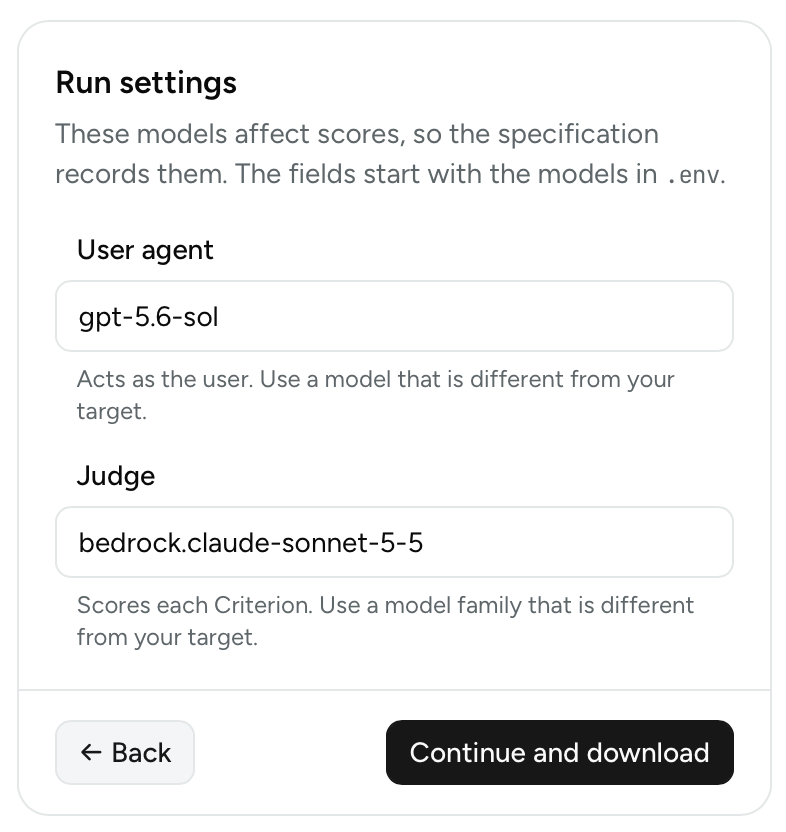 Run settings
These models affect scores, so the specification
records them. The fields start with the models in .env.
User agent
gpt-5.6-sol
Acts as the user. Use a model that is different from your
target.
Judge
bedrock.claude-sonnet-5-5
Scores each Criterion. Use a model family that is different
from your target.
← Back
Continue and download